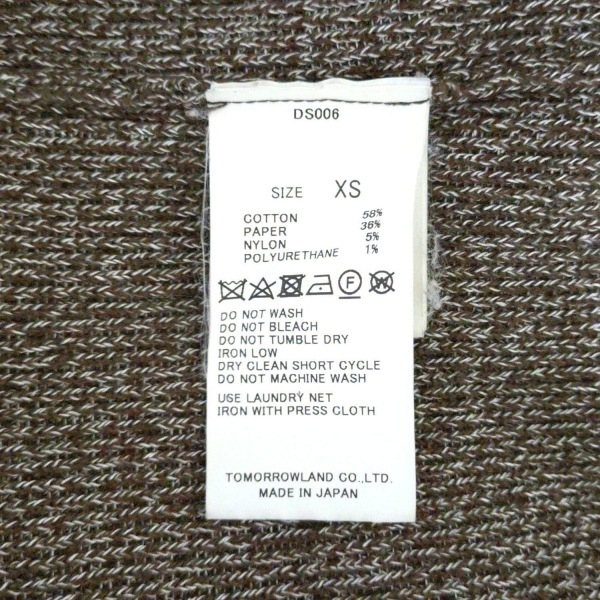 DS006
SIZE XS
COTTON 58%
PAPER 36%
NYLON 5%
POLYURETHANE 1%
F W
DO NOT WASH
DO NOT BLEACH
DO NOT TUMBLE DRY
IRON LOW
DRY CLEAN SHORT CYCLE
DO NOT MACHINE WASH
USE LAUNDRY NET
IRON WITH PRESS CLOTH
TOMORROWLAND CO.,LTD.
MADE IN JAPAN